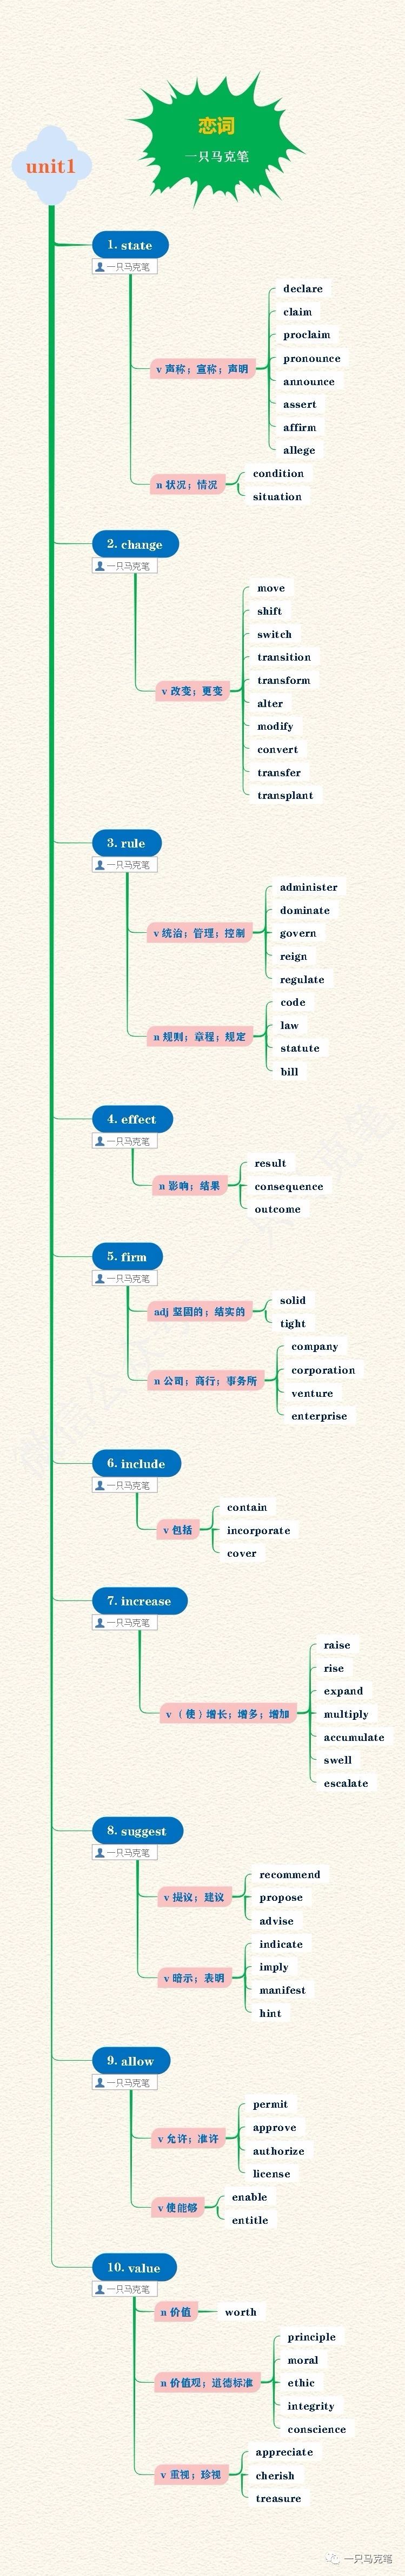 恋词
一只马克笔
unit1
1. state
一只马克笔
v 声称；宣称；声明
declare
claim
proclaim
pronounce
announce
assert
affirm
allege
n 状况；情况
condition
situation
2. change
一只马克笔
v 改变；更变
move
shift
switch
transition
transform
alter
modify
convert
transfer
transplant
3. rule
一只马克笔
v 统治；管理；控制
administer
dominate
govern
reign
regulate
n 规则；章程；规定
code
law
statute
bill
4. effect
一只马克笔
n 影响；结果
result
consequence
outcome
5. firm
一只马克笔
adj 坚固的；结实的
solid
tight
n 公司；商行；事务所
company
corporation
venture
enterprise
6. include
一只马克笔
v 包括
contain
incorporate
cover
7. increase
一只马克笔
v（使）增长；增多；增加
raise
rise
expand
multiply
accumulate
swell
escalate
8. suggest
一只马克笔
v 提议；建议
recommend
propose
advise
v 暗示；表明
indicate
imply
manifest
hint
9. allow
一只马克笔
v 允许；准许
permit
approve
authorize
license
v 使能够
enable
entitle
10. value
一只马克笔
n 价值
worth
n 价值观；道德标准
principle
moral
ethic
integrity
conscience
v 重视；珍视
appreciate
cherish
treasure
一只马克笔